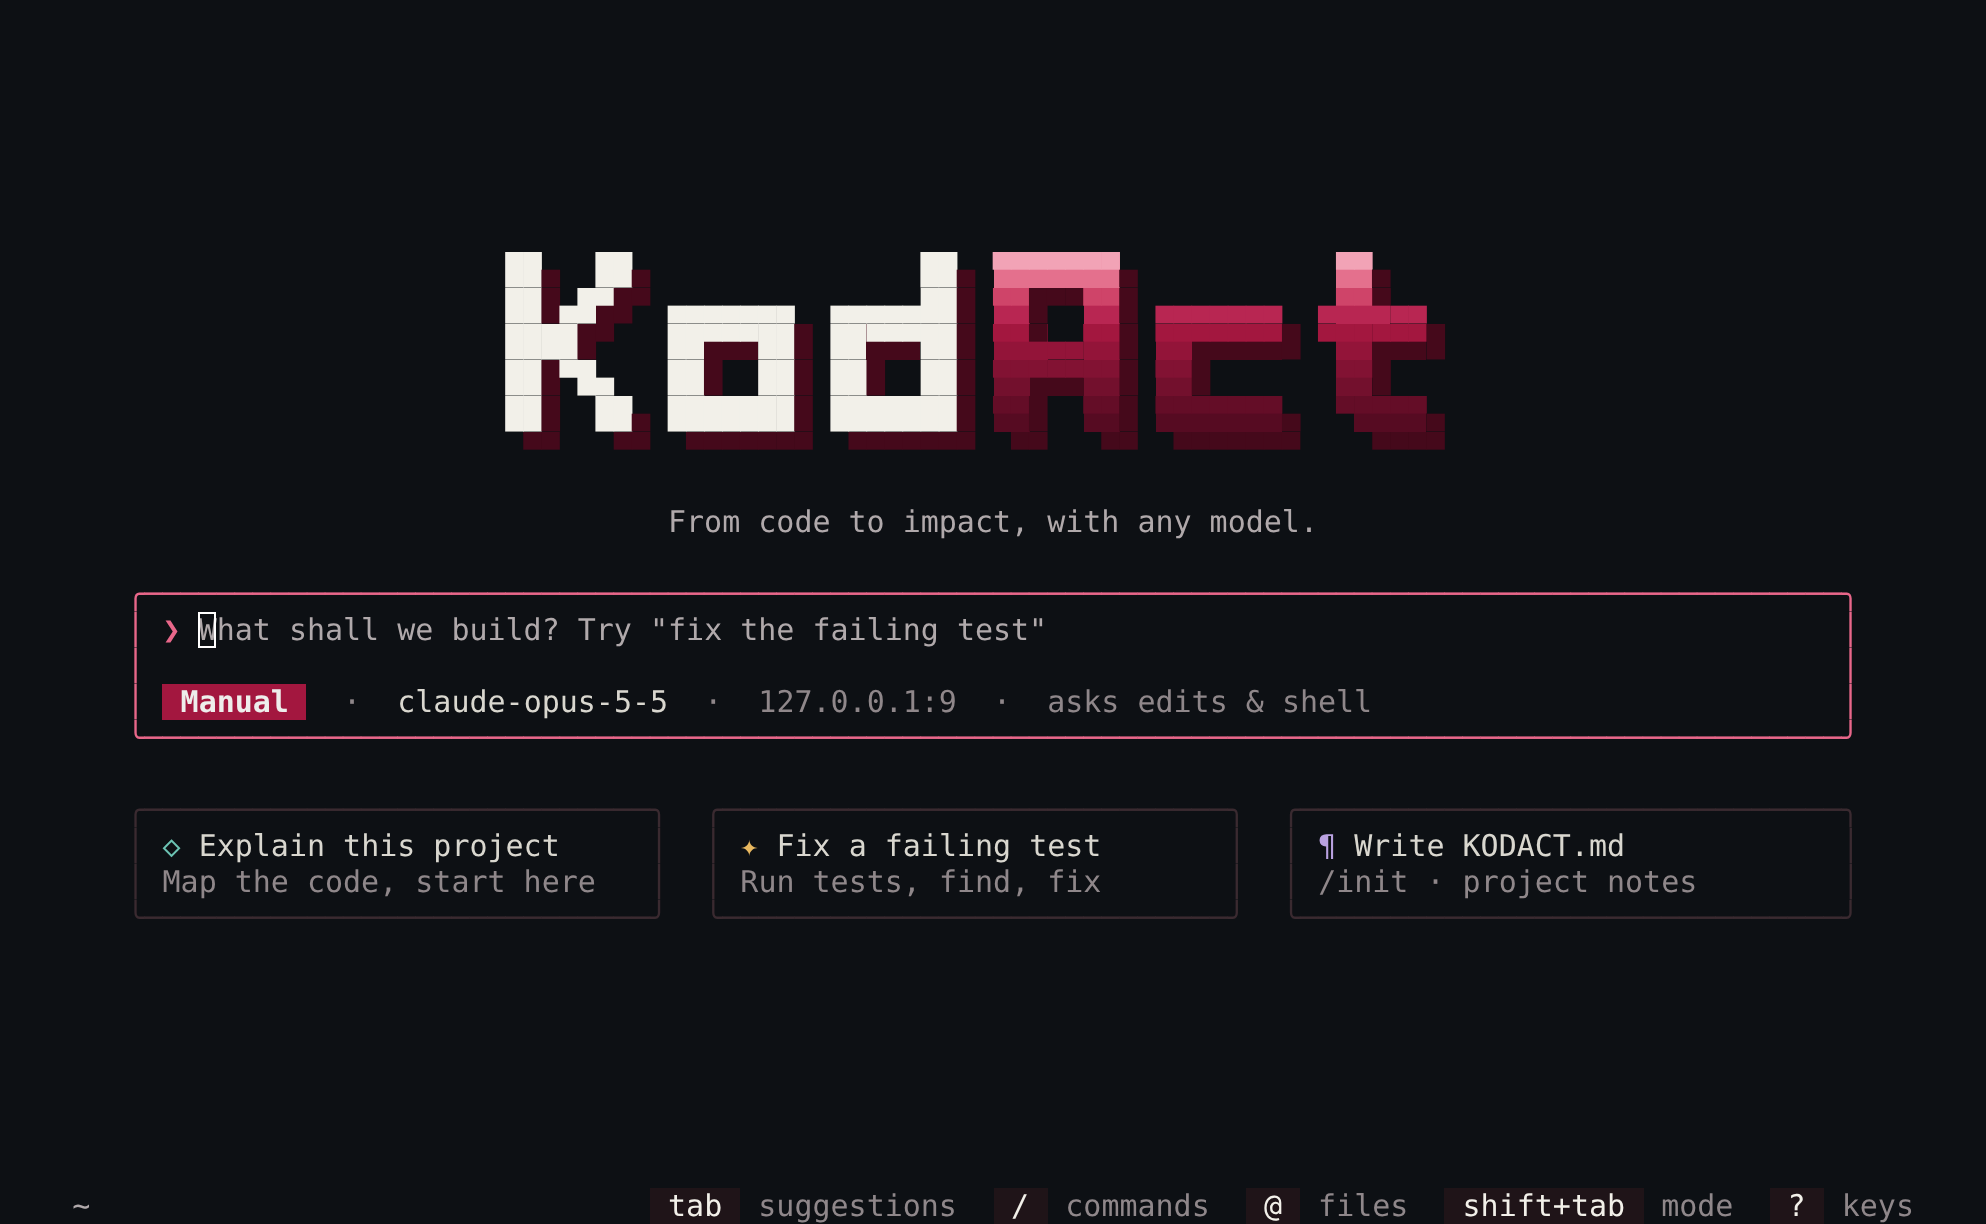 KodAct
From code to impact, with any model.
❯ What shall we build? Try "fix the failing test"
Manual · claude-opus-5-5 · 127.0.0.1:9 · asks edits & shell
◇ Explain this project
Map the code, start here
✦ Fix a failing test
Run tests, find, fix
¶ Write KODACT.md
/init · project notes
~ tab suggestions / commands @ files shift+tab mode ? keys